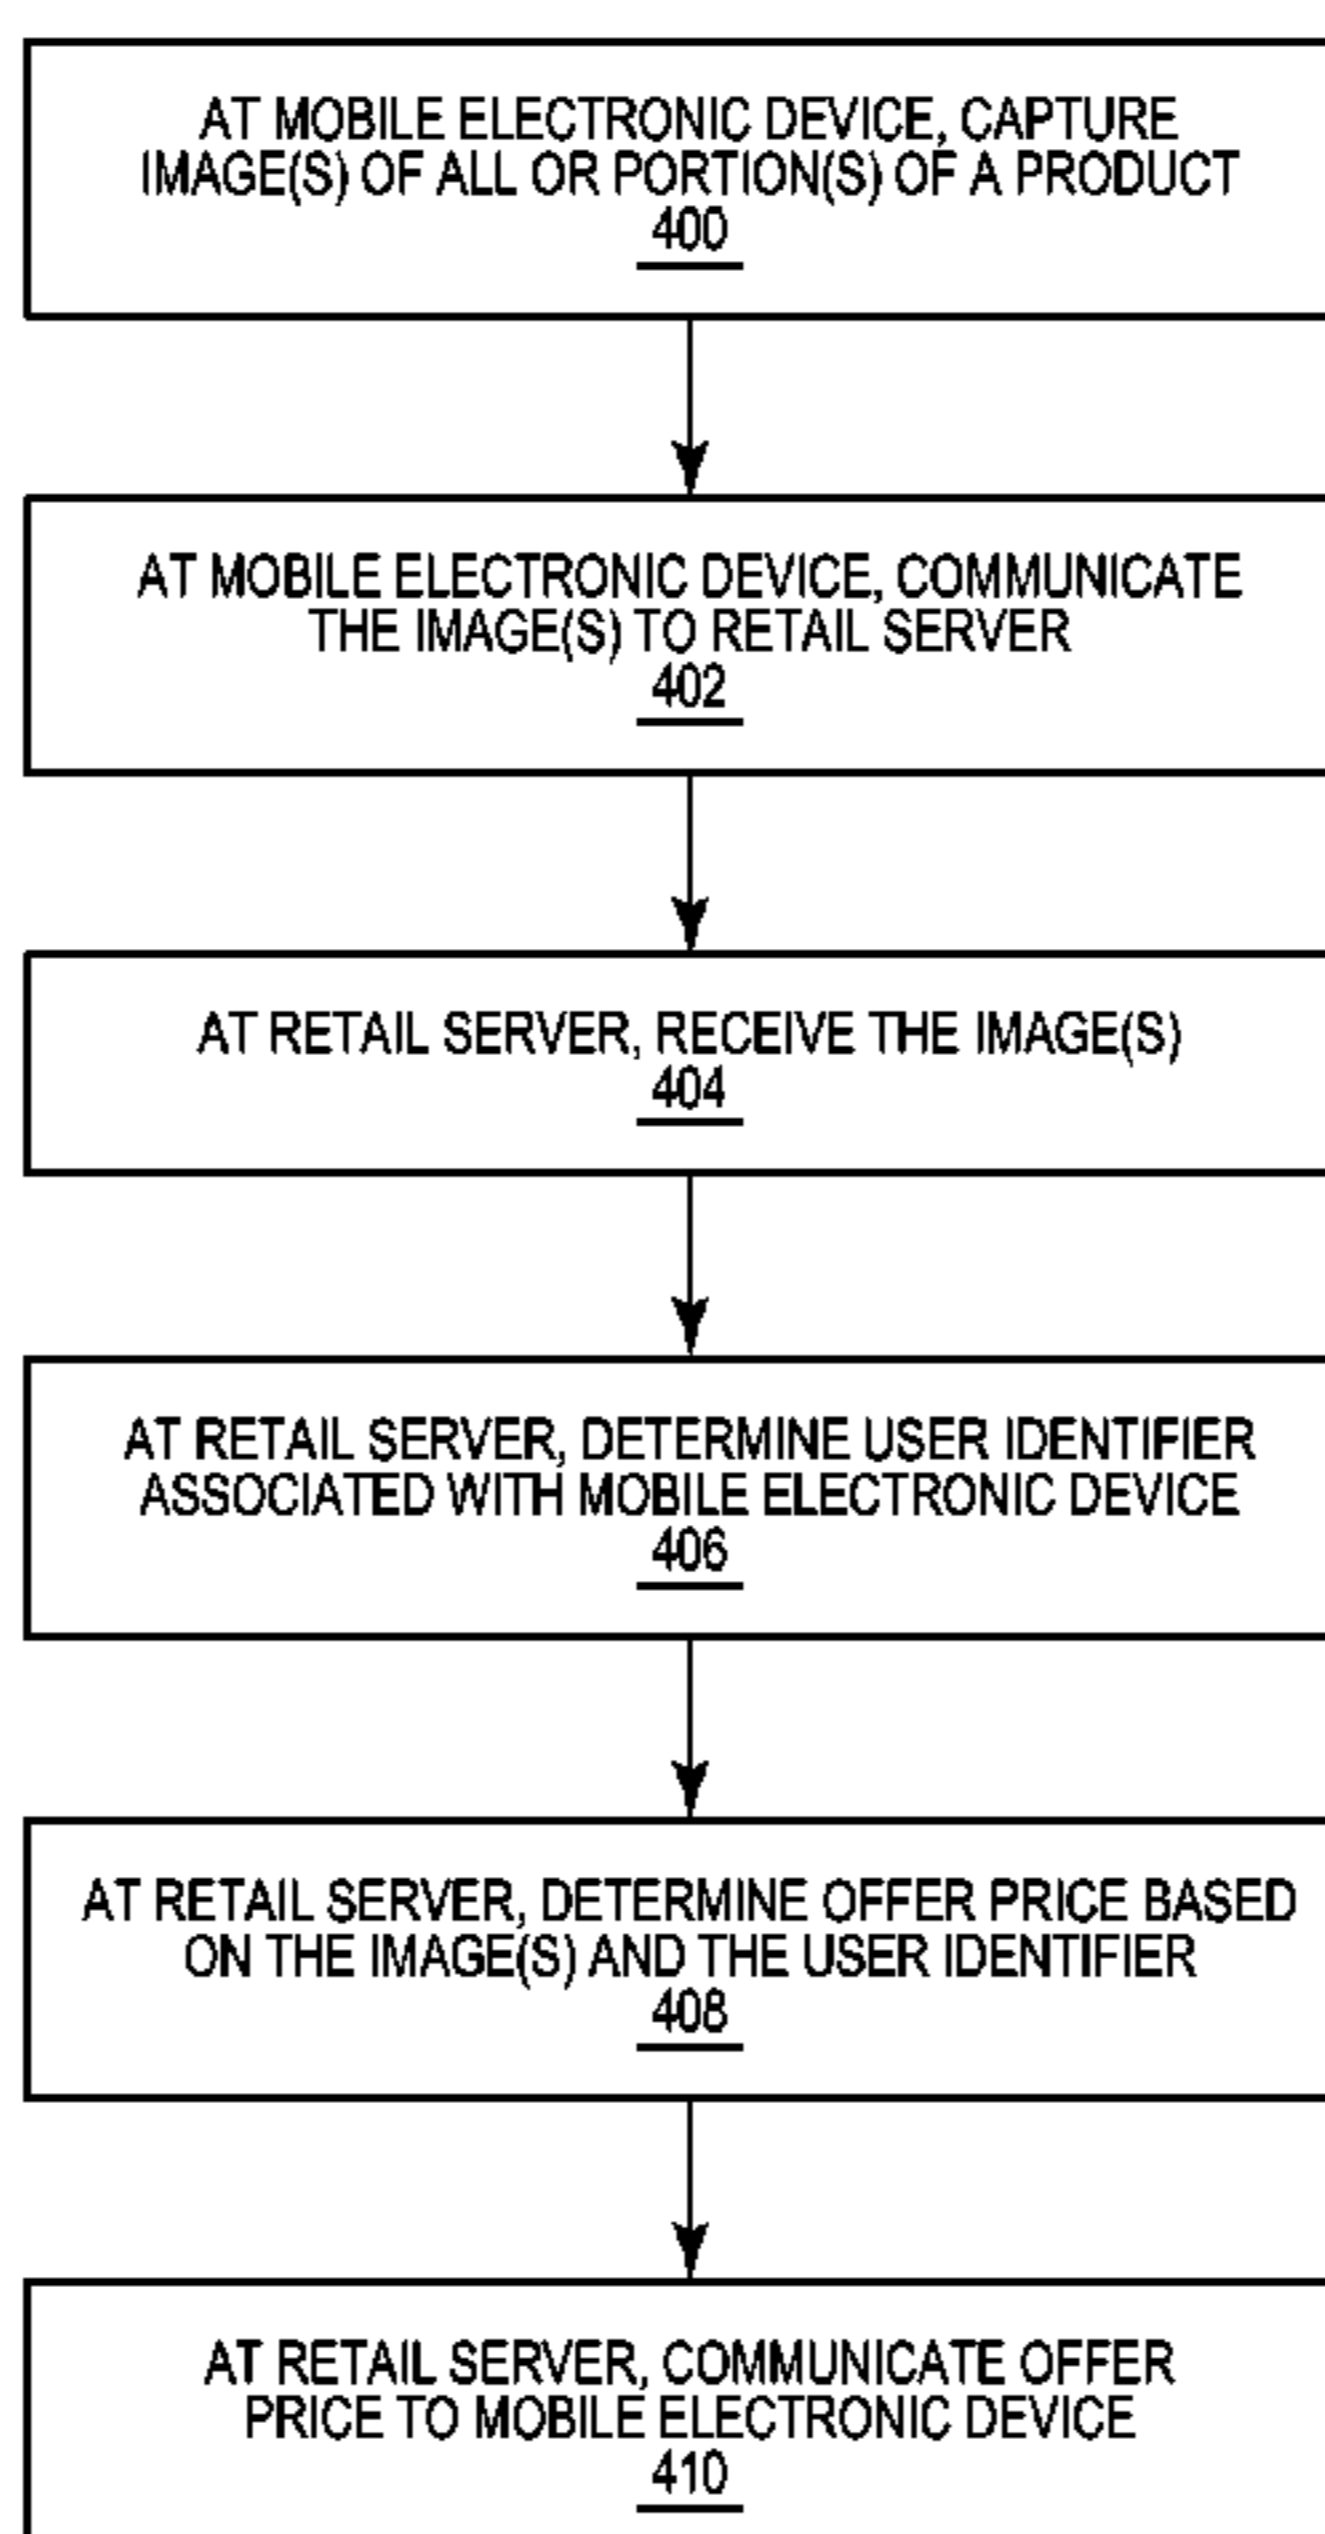 AT MOBILE ELECTRONIC DEVICE, CAPTURE
IMAGE(S) OF ALL OR PORTION(S) OF A PRODUCT
400
AT MOBILE ELECTRONIC DEVICE, COMMUNICATE
THE IMAGE(S) TO RETAIL SERVER
402
AT RETAIL SERVER, RECEIVE THE IMAGE(S)
404
AT RETAIL SERVER, DETERMINE USER IDENTIFIER
ASSOCIATED WITH MOBILE ELECTRONIC DEVICE
406
AT RETAIL SERVER, DETERMINE OFFER PRICE BASED
ON THE IMAGE(S) AND THE USER IDENTIFIER
408
AT RETAIL SERVER, COMMUNICATE OFFER
PRICE TO MOBILE ELECTRONIC DEVICE
410